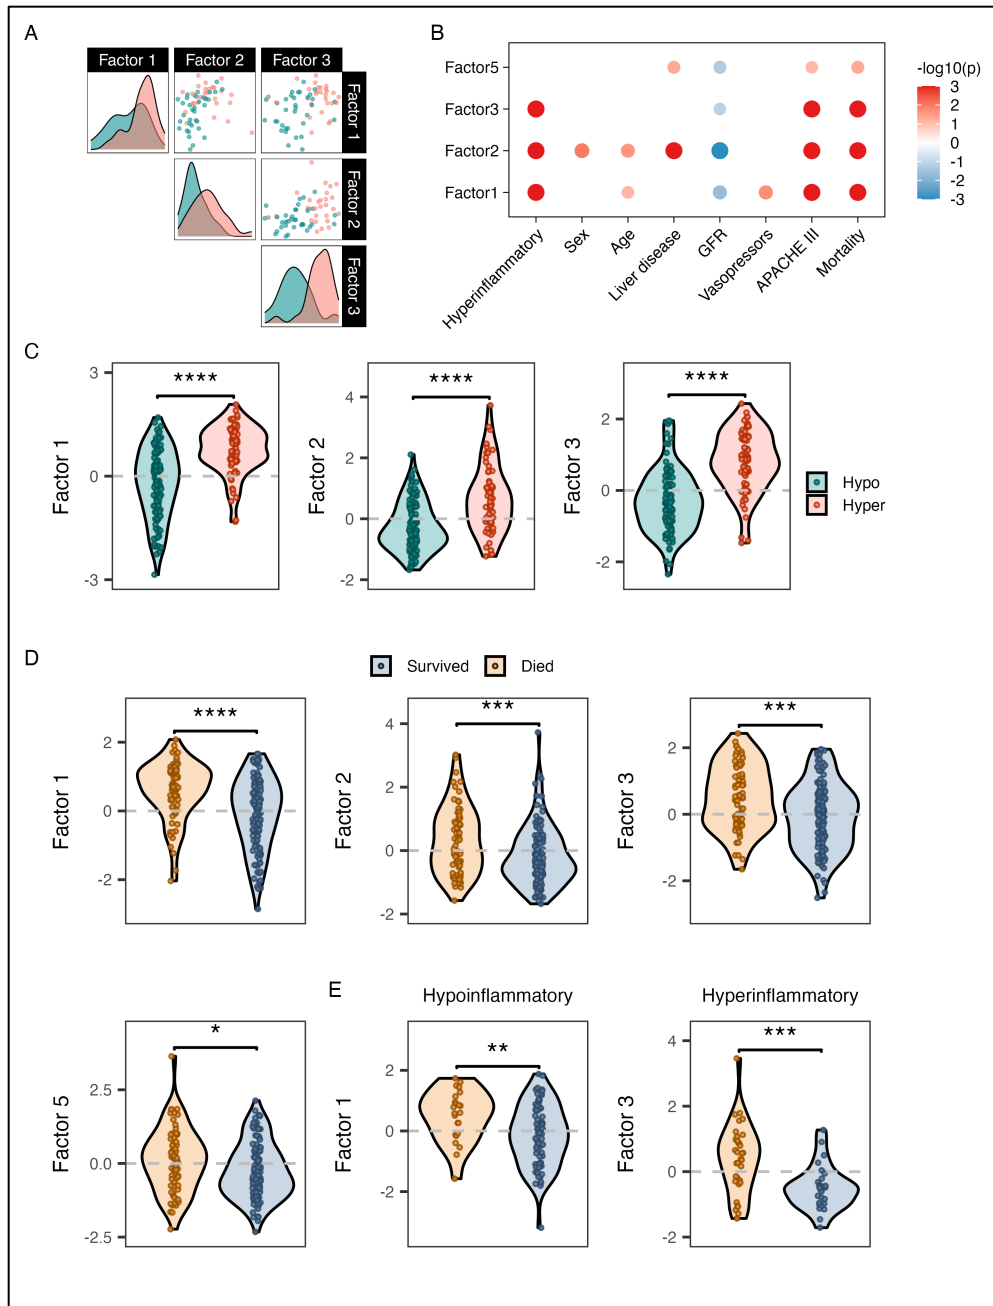 A
Factor 1
Factor 2
Factor 3
Factor 1
Factor 2
Factor 3
B
Factor5
Factor3
Factor2
Factor1
Hyperinflammatory
Sex
Age
Liver disease
GFR
Vasopressors
APACHE III
Mortality
-log10(p)
3
2
1
0
-1
-2
-3
C
Factor 1
3
0
-3
****
Factor 2
4
2
0
-2
****
Factor 3
2
0
-2
****
Hypo
Hyper
D
Survived
Died
Factor 1
2
0
-2
****
Factor 2
4
2
0
-2
***
Factor 3
2
0
-2
***
Factor 5
2.5
0.0
-2.5
*
E
Hypoinflammatory
Factor 1
2
0
-2
**
Hyperinflammatory
Factor 3
4
2
0
-2
***